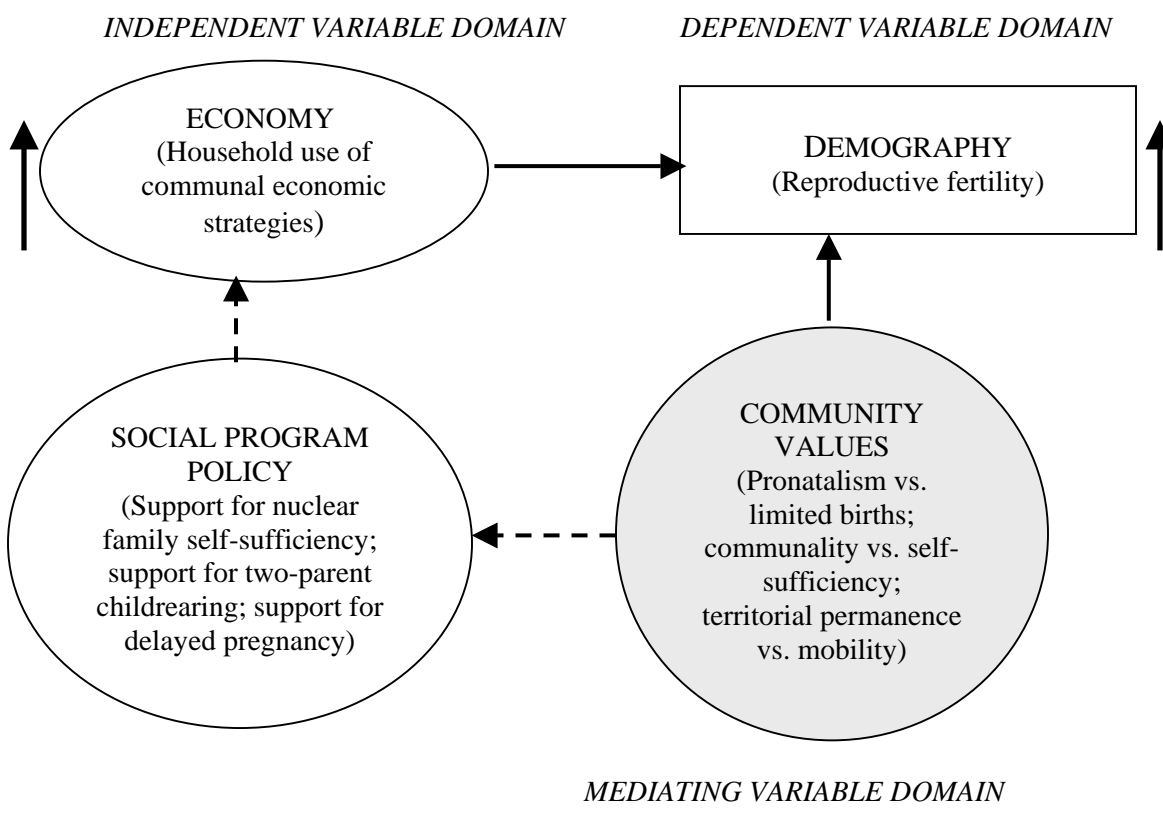 INDEPENDENT VARIABLE DOMAIN
DEPENDENT VARIABLE DOMAIN
ECONOMY
(Household use of
communal economic
strategies)
DEMOGRAPHY
(Reproductive fertility)
SOCIAL PROGRAM
POLICY
(Support for nuclear
family self-sufficiency;
support for two-parent
childrearing; support for
delayed pregnancy)
COMMUNITY
VALUES
(Pronatalism vs.
limited births;
communality vs. self-
sufficiency;
territorial permanence
vs. mobility)
MEDIATING VARIABLE DOMAIN